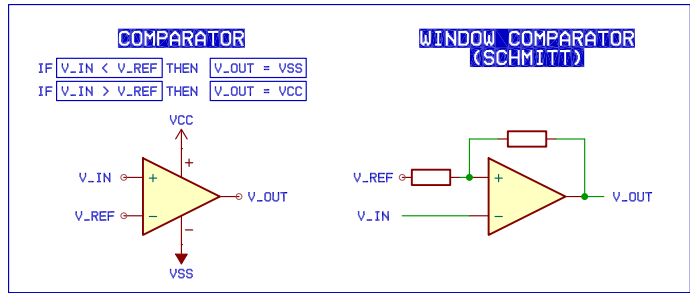 COMPARATOR
IF V_IN < V_REF THEN V_OUT = VSS
IF V_IN > V_REF THEN V_OUT = VCC
VCC
+
V_IN
+
V_OUT
V_REF
−
−
VSS
WINDOW COMPARATOR
(SCHMITT)
V_REF
+
V_OUT
V_IN
−